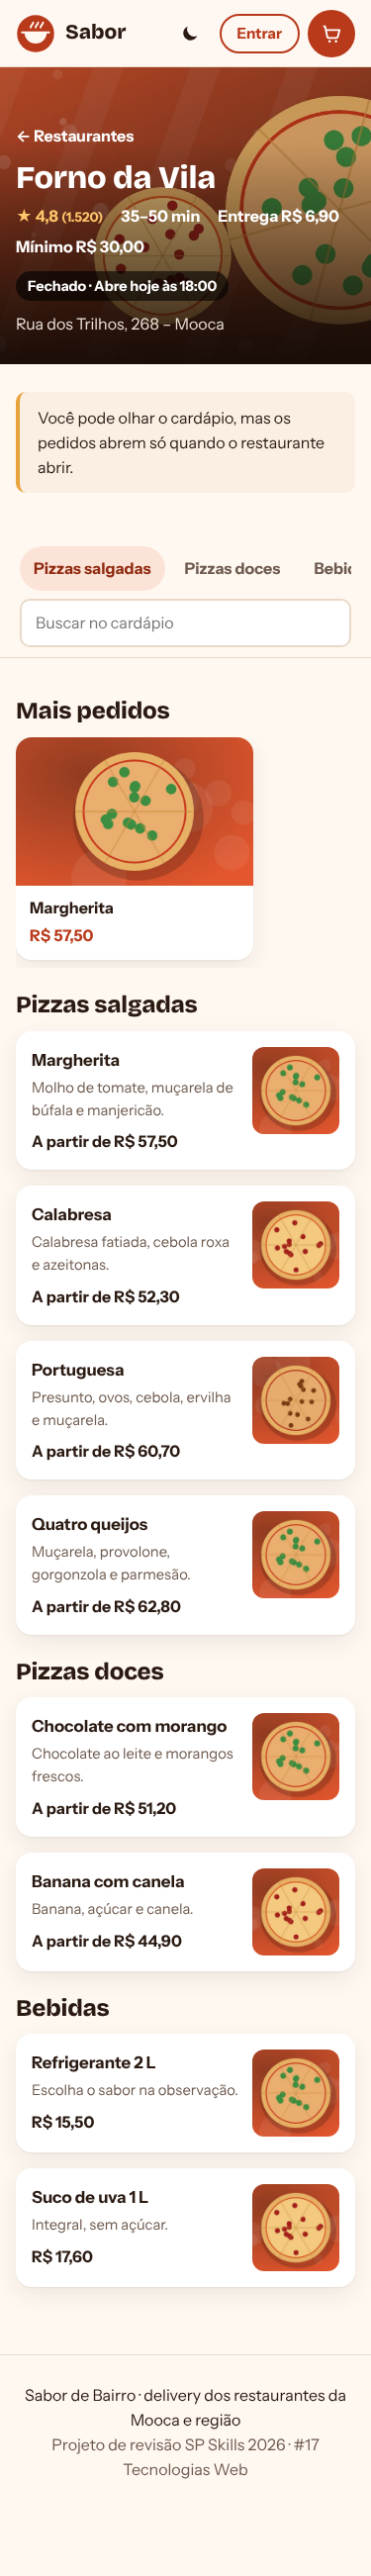 Sabor
Entrar
← Restaurantes
Forno da Vila
★ 4,8 (1.520) 35–50 min Entrega R$ 6,90
Mínimo R$ 30,00
Fechado · Abre hoje às 18:00
Rua dos Trilhos, 268 – Mooca
Você pode olhar o cardápio, mas os
pedidos abrem só quando o restaurante
abrir.
Pizzas salgadas Pizzas doces
Buscar no cardápio
Mais pedidos
Margherita
R$ 57,50
Pizzas salgadas
Margherita
Molho de tomate, muçarela de
búfala e manjericão.
A partir de R$ 57,50
Calabresa
Calabresa fatiada, cebola roxa
e azeitonas.
A partir de R$ 52,30
Portuguesa
Presunto, ovos, cebola, ervilha
e muçarela.
A partir de R$ 60,70
Quatro queijos
Muçarela, provolone,
gorgonzola e parmesão.
A partir de R$ 62,80
Pizzas doces
Chocolate com morango
Chocolate ao leite e morangos
frescos.
A partir de R$ 51,20
Banana com canela
Banana, açúcar e canela.
A partir de R$ 44,90
Bebidas
Refrigerante 2 L
Escolha o sabor na observação.
R$ 15,50
Suco de uva 1 L
Integral, sem açúcar.
R$ 17,60
Sabor de Bairro · delivery dos restaurantes da
Mooca e região
Projeto de revisão SP Skills 2026 · #17
Tecnologias Web